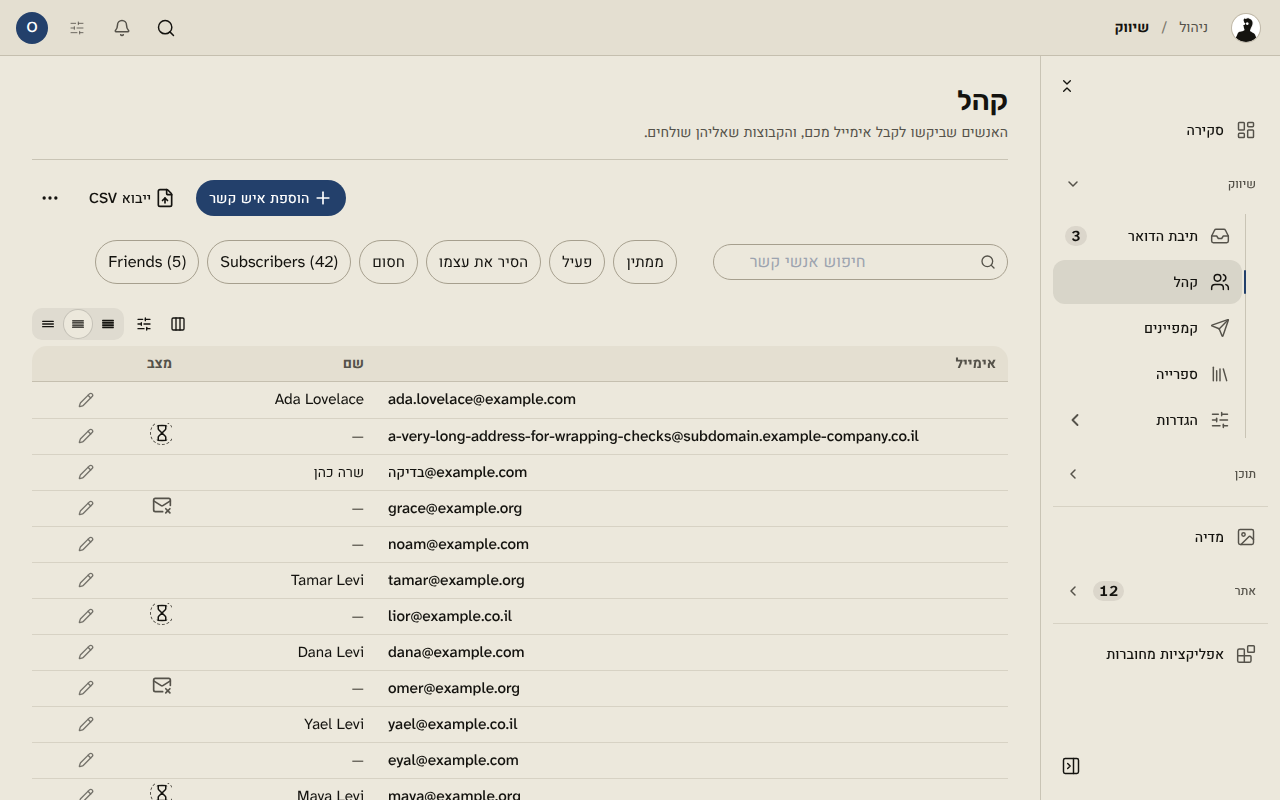 ניהול / שיווק
O
סקירה
שיווק
תיבת הדואר 3
קהל
קמפיינים
ספרייה
הגדרות
תוכן
מדיה
אתר 12
אפליקציות מחוברות
קהל
האנשים שביקשו לקבל אימייל מכם, והקבוצות שאליהן שולחים.
הוספת איש קשר
ייבוא CSV
חיפוש אנשי קשר
ממתין
פעיל
הסיר את עצמו
חסום
Subscribers (42)
Friends (5)
אימייל שם מצב
ada.lovelace@example.com Ada Lovelace
a-very-long-address-for-wrapping-checks@subdomain.example-company.co.il —
בדיקה@example.com שרה כהן
grace@example.org —
noam@example.com —
tamar@example.org Tamar Levi
lior@example.co.il —
dana@example.com Dana Levi
omer@example.org —
yael@example.co.il Yael Levi
eyal@example.com —
maya@example.org Maya Levi